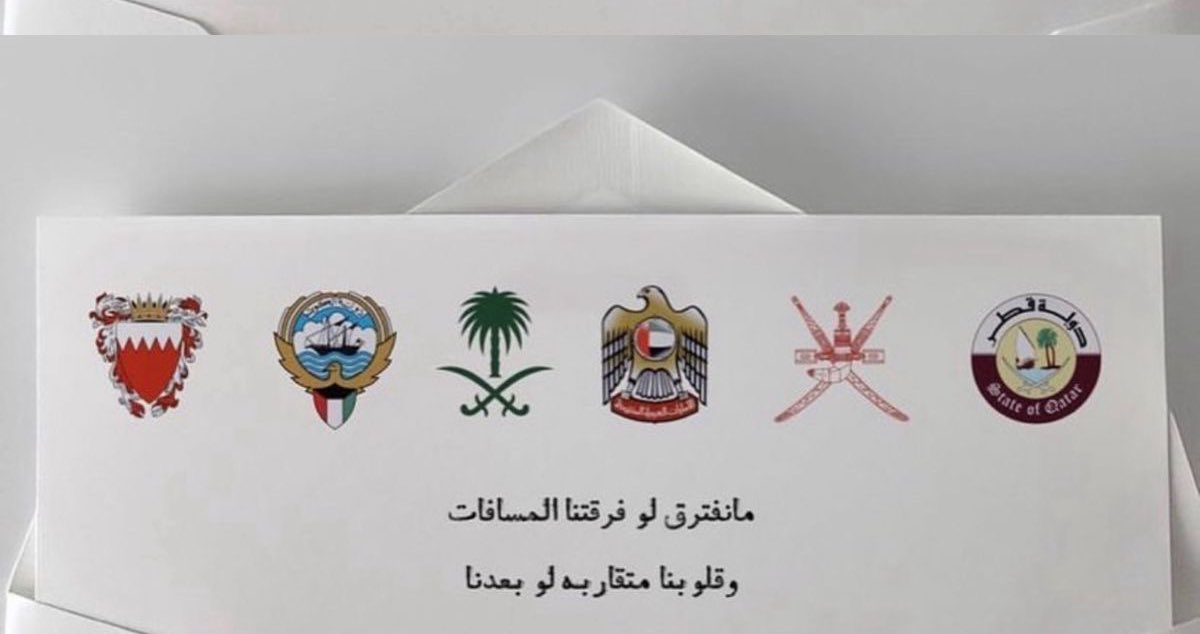 دولة قطر
State of Qatar
مانفترق لو فرقتنا المسافات
وقلوبنا متقاربه لو بعدنا